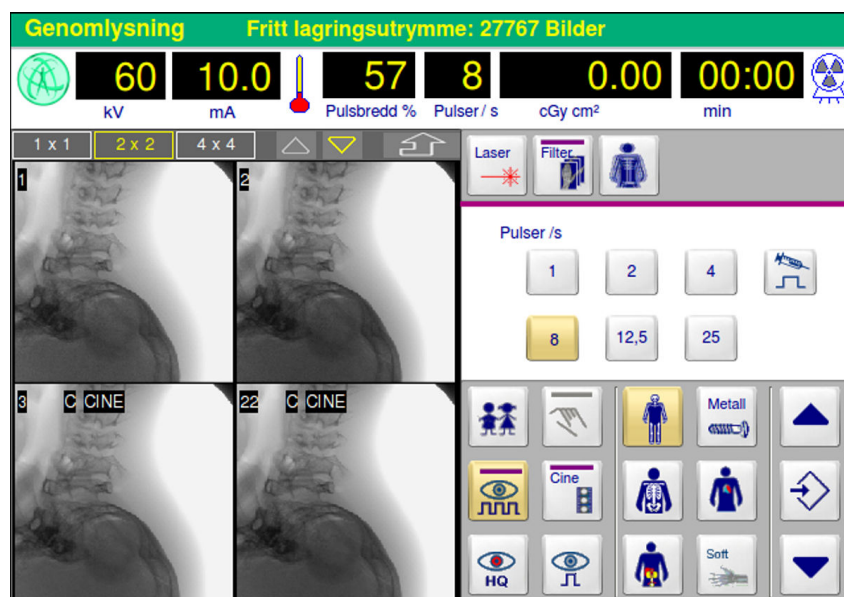 Genomlysning Fritt lagringsutrymme: 27767 Bilder
60 10.0 57 8 0.00 00:00
kV mA Pulsbredd % Pulser / s cGy cm² min
1 x 1 2 x 2 4 x 4
Laser Filter
1 2
Pulser /s
1 2 4
8 12,5 25
3 C CINE 22 C CINE
Metall
Cine
HQ Soft